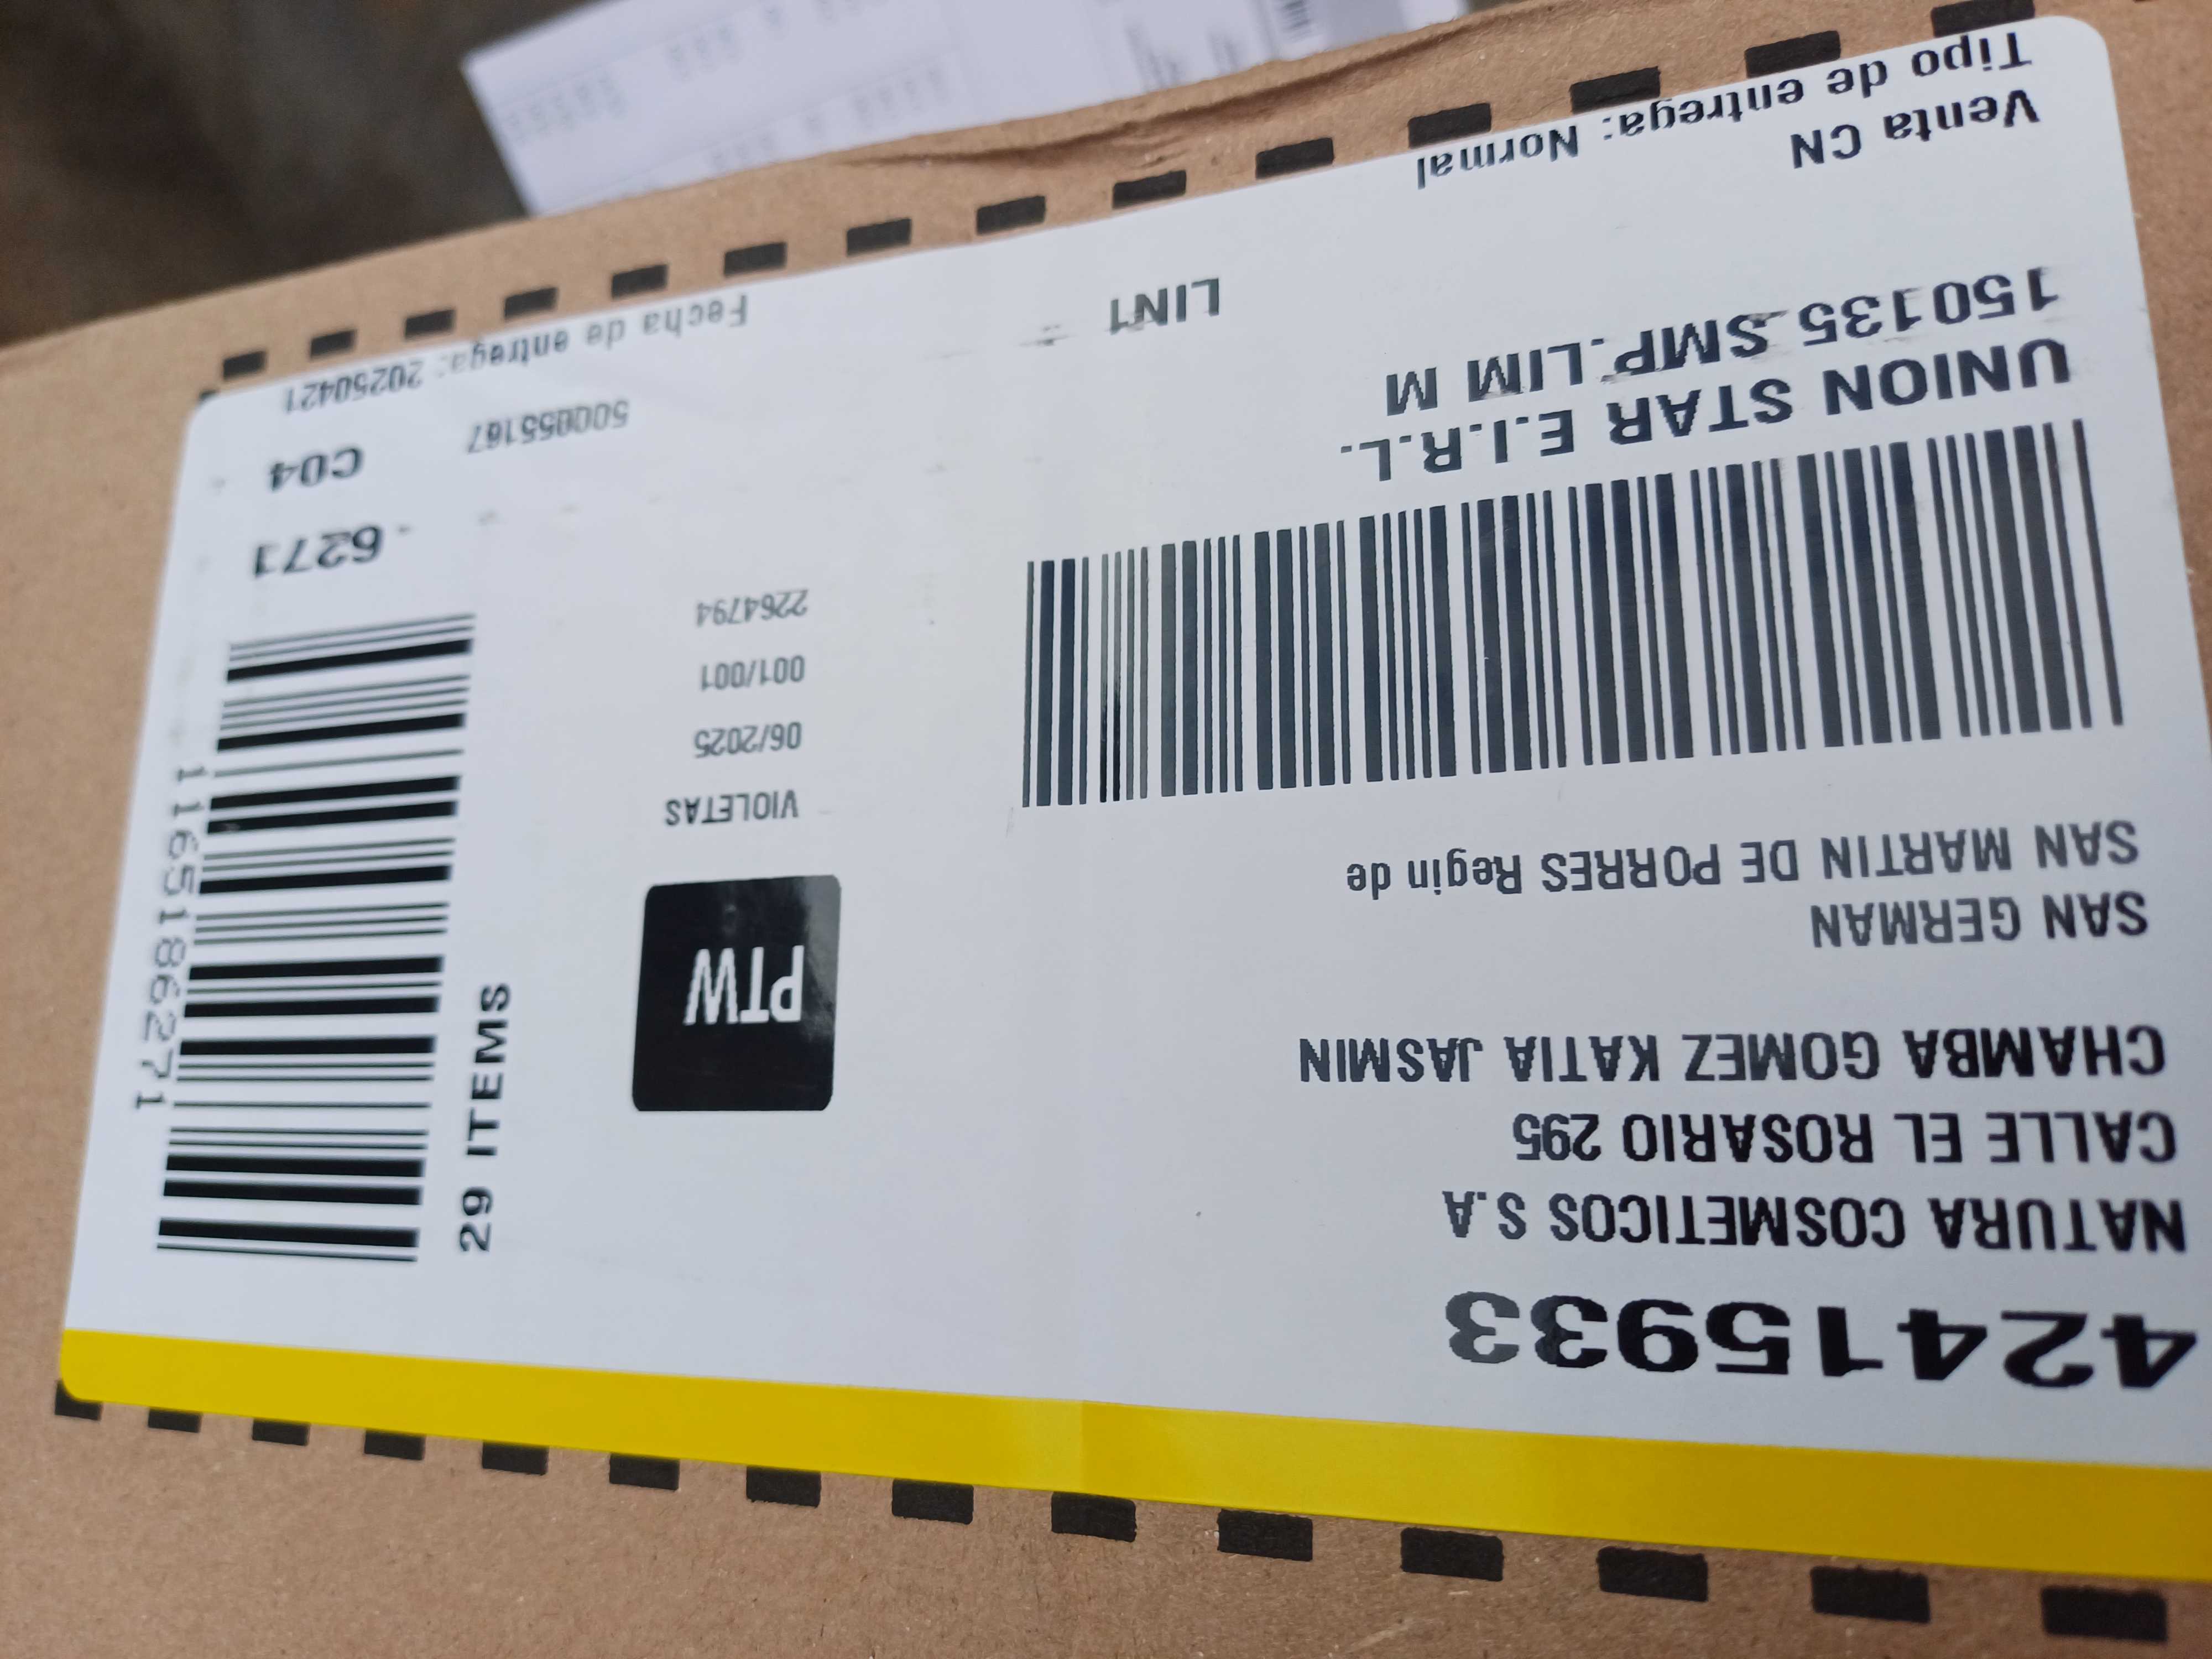 42415933
NATURA COSMETICOS S.A
CALLE EL ROSARIO 295
CHAMBA GOMEZ KATIA JASMIN
SAN GERMAN
SAN MARTIN DE PORRES Regin de
UNION STAR E.I.R.L.
150135 SMP.LIM M
LIN1
Venta CN
Tipo de entrega: Normal
PTW
VIOLETAS
06/2025
001/001
2264794
29 ITEMS
1165186271
6271
C04
500055167
Fecha de entrega: 20250421